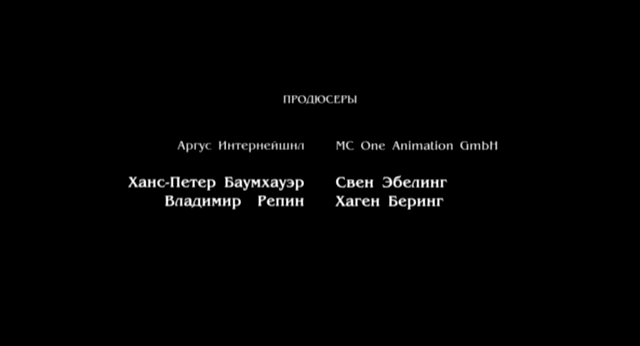 ПРОДЮСЕРЫ
Аргус Интернейшнл MC One Animation GmbH
Ханс-Петер Баумхауэр Свен Эбелинг
Владимир Репин Хаген Беринг